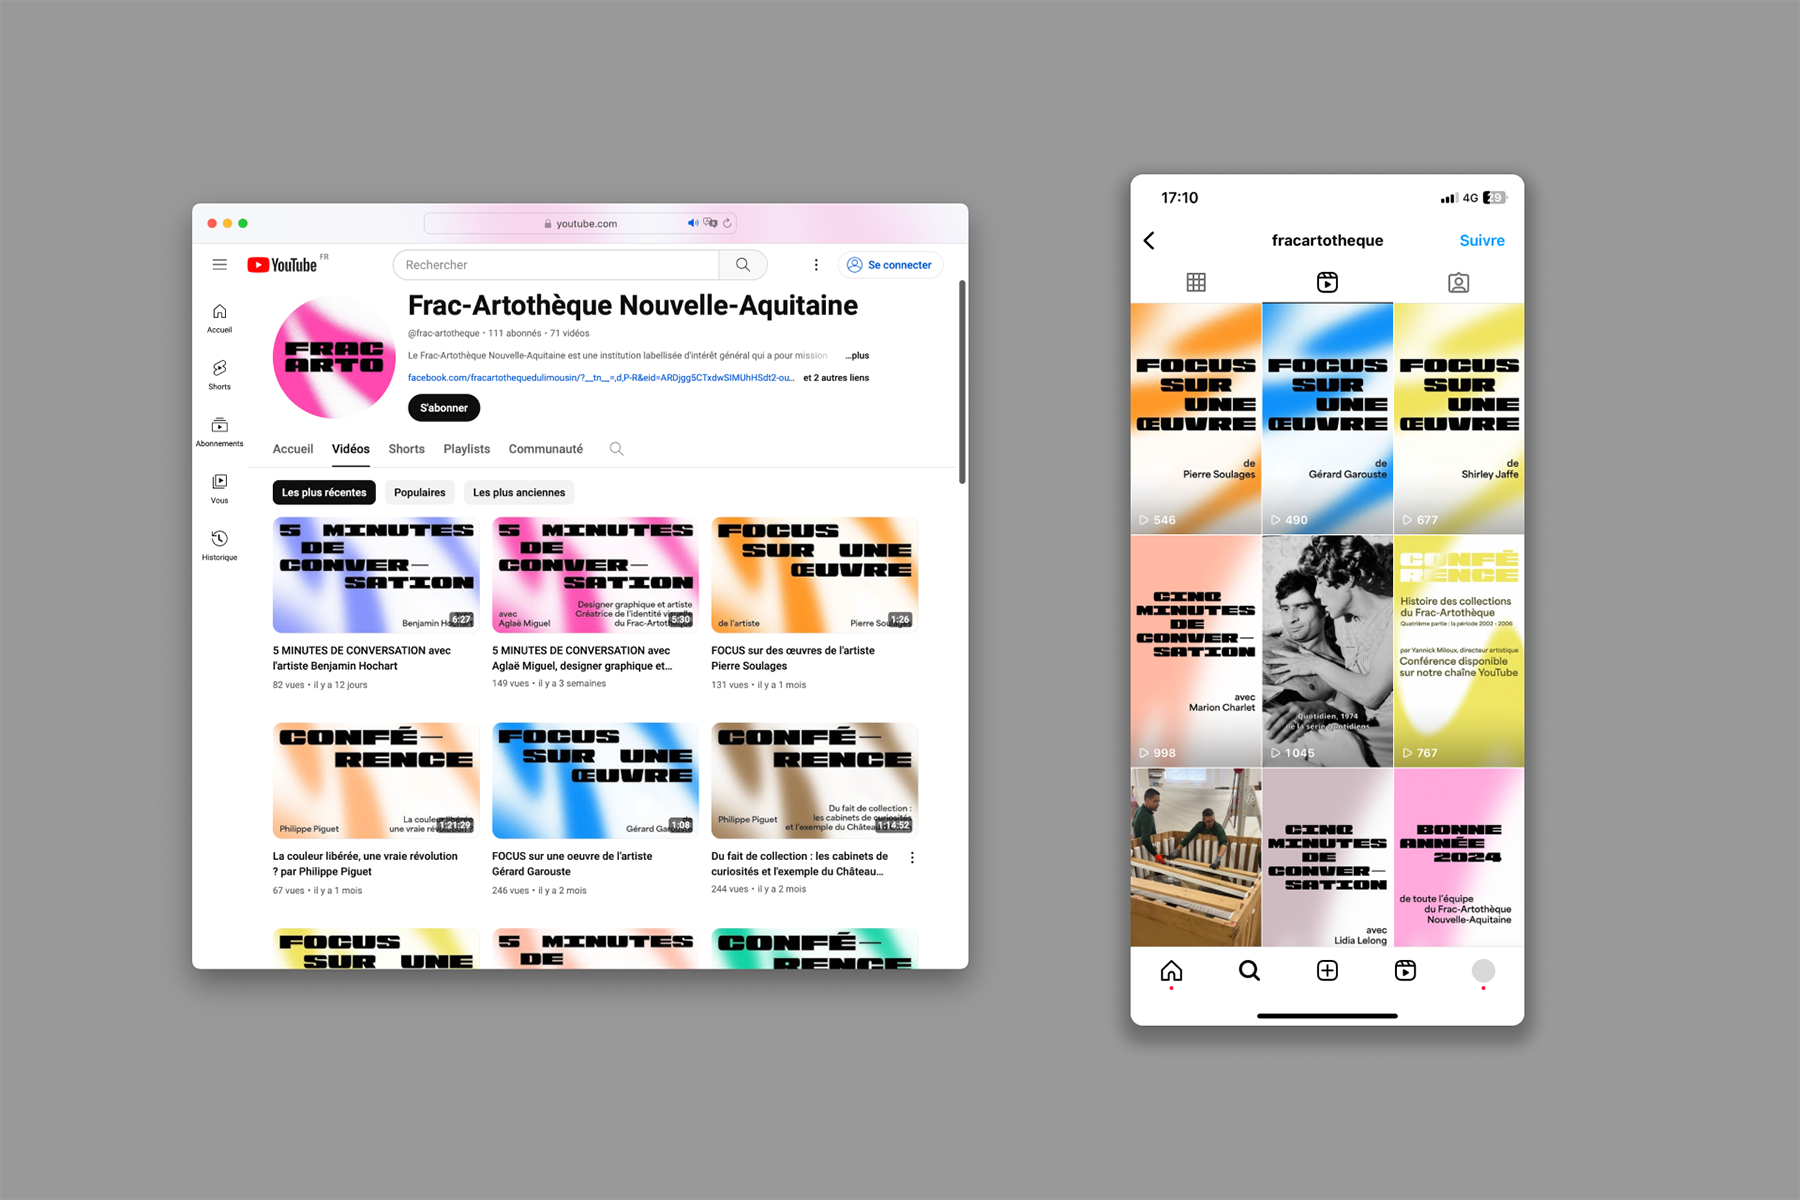 youtube.com
YouTube FR
Rechercher
Se connecter
Accueil
Shorts
Abonnements
Vous
Historique
FRAC
ARTO
Frac-Artothèque Nouvelle-Aquitaine
@frac-artotheque • 111 abonnés • 71 vidéos
Le Frac-Artothèque Nouvelle-Aquitaine est une institution labellisée d'intérêt général qui a pour mission ...plus
facebook.com/fracartothequedulimousin/?__tn__=,d,P-R&eid=ARDjgg5CTxdwSIMUhHSdt2-ou... et 2 autres liens
S'abonner
Accueil Vidéos Shorts Playlists Communauté
Les plus récentes Populaires Les plus anciennes
5 MINUTES
DE
CONVER—
SATION
Benjamin Hochart
6:27
5 MINUTES DE CONVERSATION avec
l'artiste Benjamin Hochart
82 vues • il y a 12 jours
5 MINUTES
DE
CONVER—
SATION
avec
Aglaë Miguel
Designer graphique et artiste
Créatrice de l'identité visuelle
du Frac-Artothèque
5:30
5 MINUTES DE CONVERSATION avec
Aglaë Miguel, designer graphique et...
149 vues • il y a 3 semaines
FOCUS
SUR UNE
ŒUVRE
de l'artiste
Pierre Soulages
1:26
FOCUS sur des œuvres de l'artiste
Pierre Soulages
131 vues • il y a 1 mois
CONFÉ—
RENCE
Philippe Piguet
La couleur libérée
une vraie révolution
1:21:29
La couleur libérée, une vraie révolution
? par Philippe Piguet
67 vues • il y a 1 mois
FOCUS
SUR UNE
ŒUVRE
Gérard Garouste
1:08
FOCUS sur une oeuvre de l'artiste
Gérard Garouste
246 vues • il y a 2 mois
CONFÉ—
RENCE
Philippe Piguet
Du fait de collection :
les cabinets de curiosités
et l'exemple du Château
1:14:52
Du fait de collection : les cabinets de
curiosités et l'exemple du Château...
244 vues • il y a 2 mois
FOCUS
SUR UNE
5 MINUTES
DE
CONFÉ—
RENCE
17:10
4G 29
fracartotheque
Suivre
FOCUS
SUR
UNE
ŒUVRE
de
Pierre Soulages
546
FOCUS
SUR
UNE
ŒUVRE
de
Gérard Garouste
490
FOCUS
SUR
UNE
ŒUVRE
de
Shirley Jaffe
677
CINQ
MINUTES
DE
CONVER—
SATION
avec
Marion Charlet
998
Quotidien, 1974
de la série Quotidiens
1045
CONFÉ
RENCE
Histoire des collections
du Frac-Artothèque
Quatrième partie : la période 2002 - 2006
par Yannick Miloux, directeur artistique
Conférence disponible
sur notre chaîne YouTube
767
CINQ
MINUTES
DE
CONVER—
SATION
avec
Lidia Lelong
BONNE
ANNÉE
2024
de toute l'équipe
du Frac-Artothèque
Nouvelle-Aquitaine